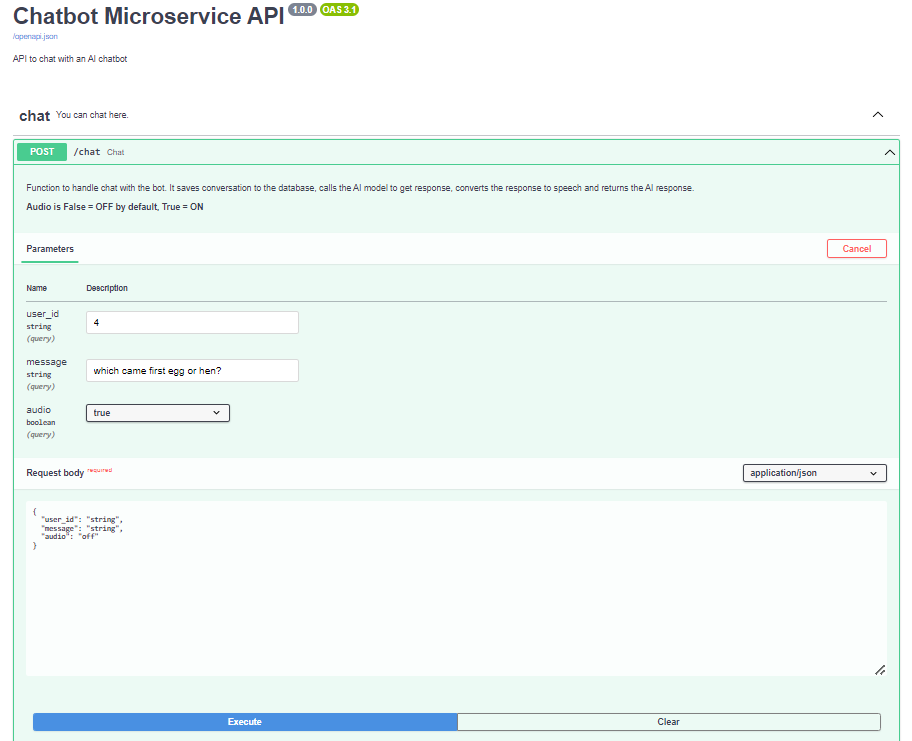 Chatbot Microservice API 1.0.0 OAS 3.1
/openapi.json
API to chat with an AI chatbot
chat You can chat here.
POST /chat Chat
Function to handle chat with the bot. It saves conversation to the database, calls the AI model to get response, converts the response to speech and returns the AI response.
Audio is False = OFF by default, True = ON
Parameters Cancel
Name Description
user_id
string
(query)
4
message
string
(query)
which came first egg or hen?
audio
boolean
(query)
true
Request body required application/json
{
"user_id": "string",
"message": "string",
"audio": "off"
}
Execute Clear